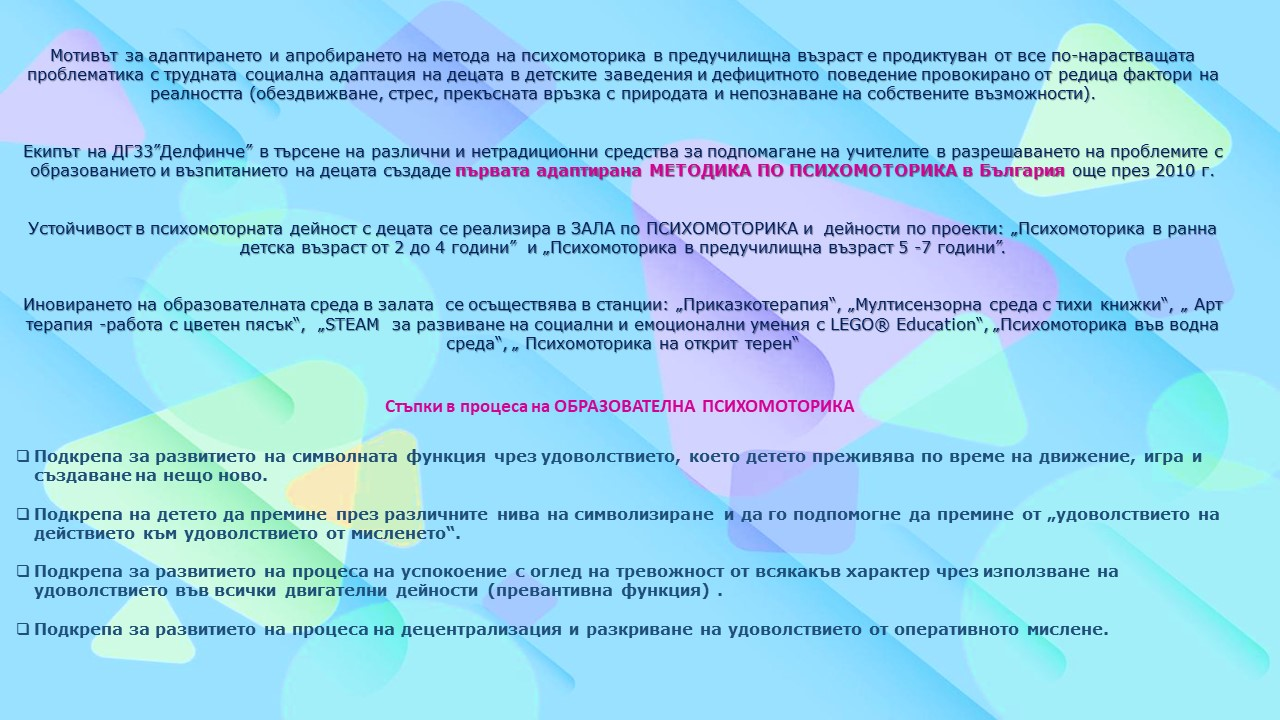 Мотивът за адаптирането и апробирането на метода на психомоторика в предучилищна възраст е продиктуван от все по-нарастващата
проблематика с трудната социална адаптация на децата в детските заведения и дефицитното поведение провокирано от редица фактори на
реалността (обездвижване, стрес, прекъсната връзка с природата и непознаване на собствените възможности).
Екипът на ДГ33”Делфинче” в търсене на различни и нетрадиционни средства за подпомагане на учителите в разрешаването на проблемите с
образованието и възпитанието на децата създаде първата адаптирана МЕТОДИКА ПО ПСИХОМОТОРИКА в България още през 2010 г.
Устойчивост в психомоторната дейност с децата се реализира в ЗАЛА по ПСИХОМОТОРИКА и дейности по проекти: „Психомоторика в ранна
детска възраст от 2 до 4 години” и „Психомоторика в предучилищна възраст 5 -7 години”.
Иновирането на образователната среда в залата се осъществява в станции: „Приказкотерапия“, „Мултисензорна среда с тихи книжки“, „ Арт
терапия -работа с цветен пясък“, „STEAM за развиване на социални и емоционални умения с LEGO® Education“, „Психомоторика във водна
среда“, „ Психомоторика на открит терен“
Стъпки в процеса на ОБРАЗОВАТЕЛНА ПСИХОМОТОРИКА
❑ Подкрепа за развитието на символната функция чрез удоволствието, което детето преживява по време на движение, игра и
създаване на нещо ново.
❑ Подкрепа на детето да премине през различните нива на символизиране и да го подпомогне да премине от „удоволствието на
действието към удоволствието от мисленето“.
❑ Подкрепа за развитието на процеса на успокоение с оглед на тревожност от всякакъв характер чрез използване на
удоволствието във всички двигателни дейности (превантивна функция) .
❑ Подкрепа за развитието на процеса на децентрализация и разкриване на удоволствието от оперативното мислене.